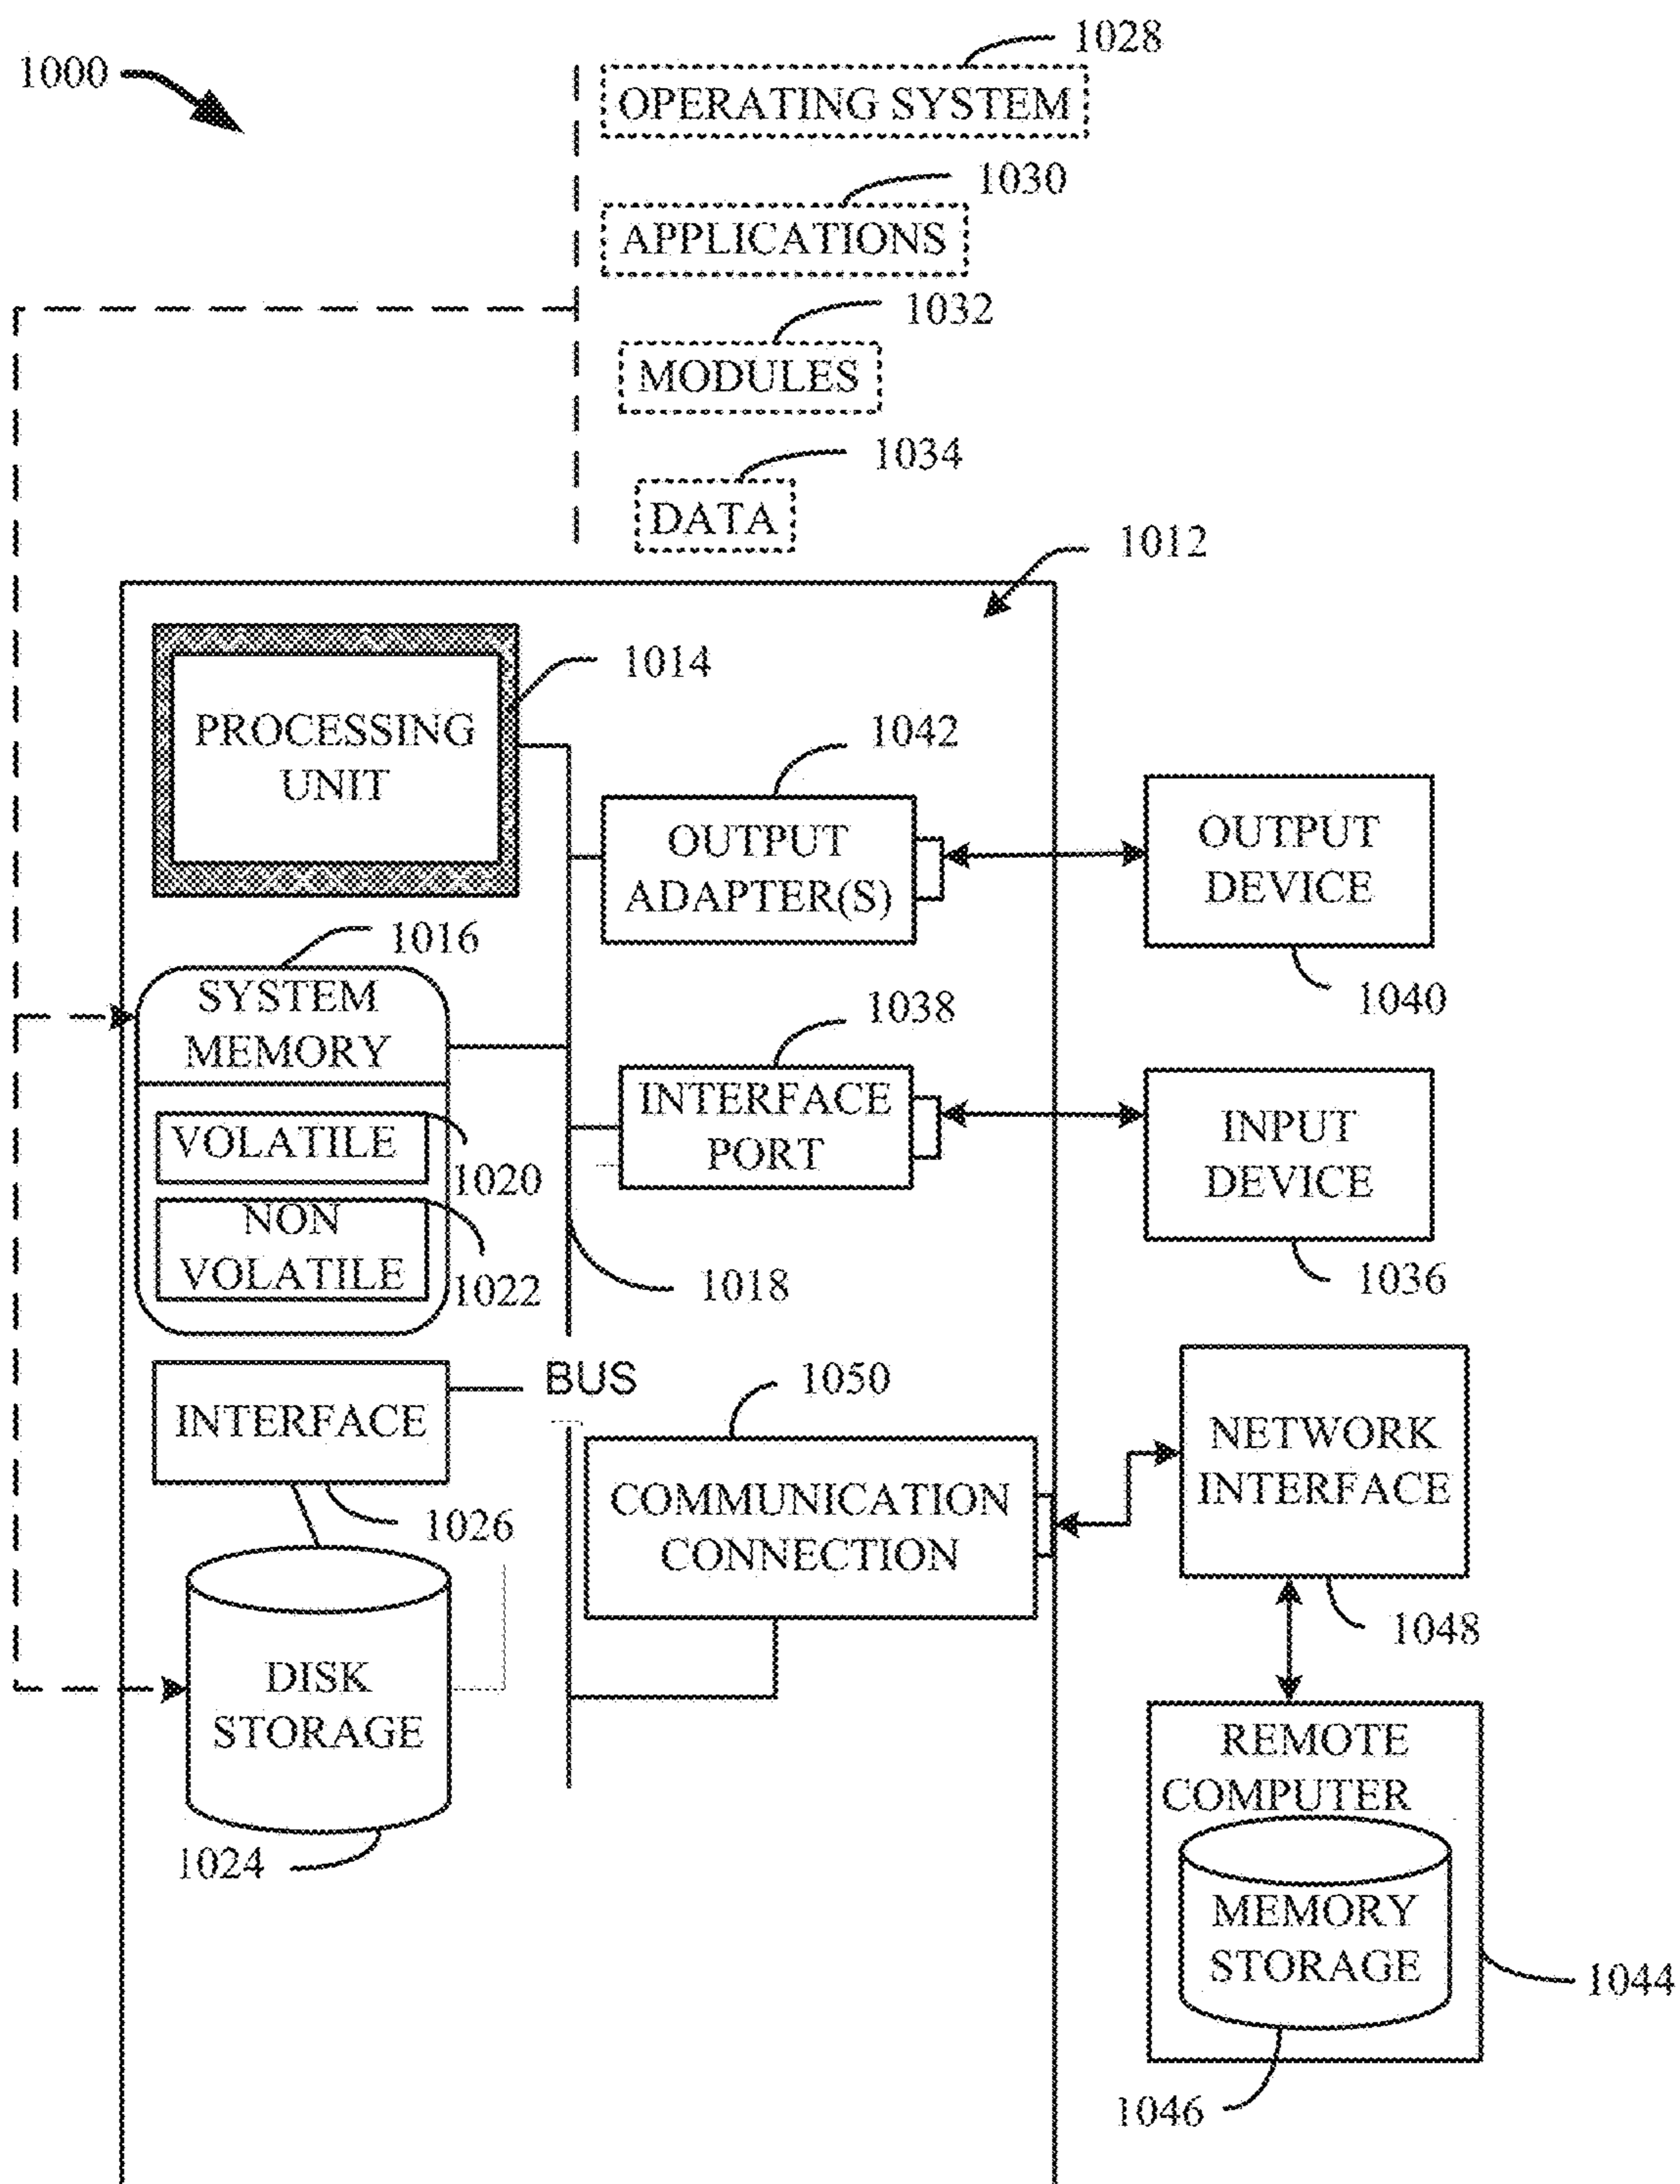 1028
1000
OPERATING SYSTEM
1030
APPLICATIONS
1032
MODULES
1034
DATA
1012
1014
PROCESSING
UNIT
1042
OUTPUT
ADAPTER(S)
OUTPUT
DEVICE
1040
1016
SYSTEM
MEMORY
1038
INTERFACE
PORT
INPUT
DEVICE
1036
VOLATILE
1020
NON
VOLATILE
1022
1018
BUS
INTERFACE
1026
1050
COMMUNICATION
CONNECTION
NETWORK
INTERFACE
1048
DISK
STORAGE
1024
REMOTE
COMPUTER
MEMORY
STORAGE
1044
1046